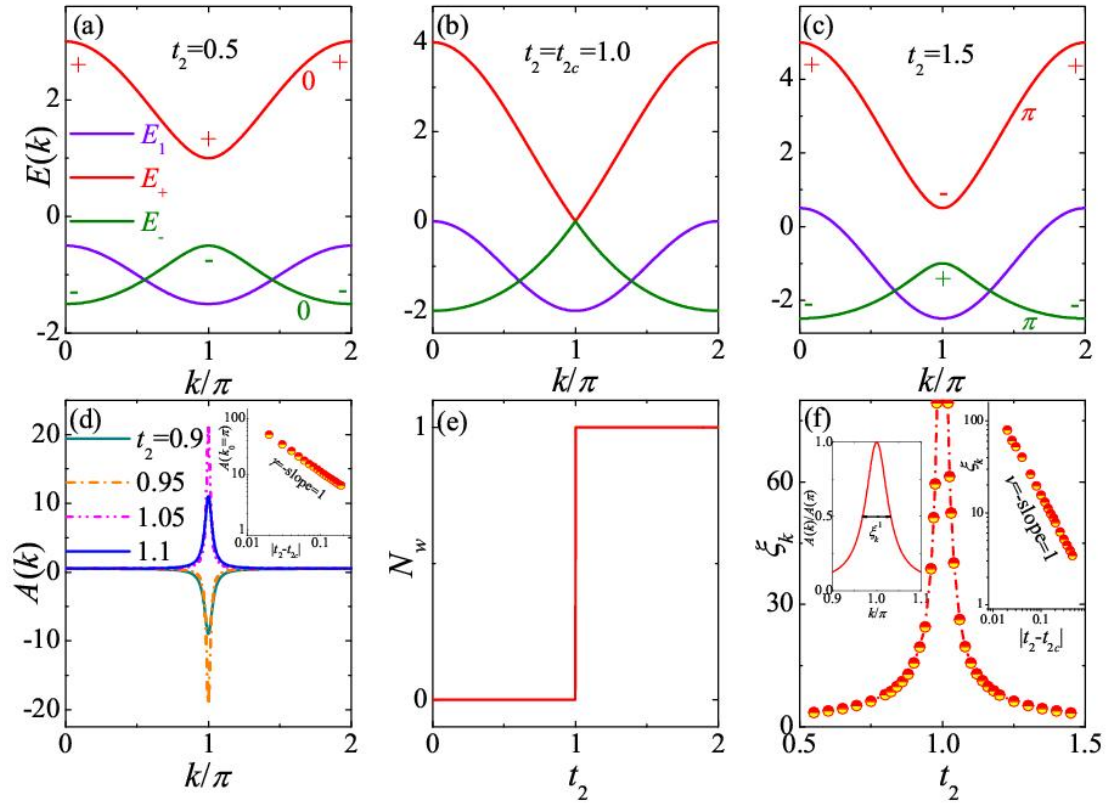 (a)
t₂=0.5
+
+
0
+
E₁
E₊
E₋
-
-
-
0
E(k)
2
0
-2
0
1
2
k/π
(b)
t₂=t₂c=1.0
4
2
0
-2
0
1
2
k/π
(c)
t₂=1.5
+
+
π
-
+
-
-
π
4
2
0
-2
0
1
2
k/π
(d)
t₂=0.9
0.95
1.05
1.1
A(k)
20
10
0
-10
-20
0
1
2
k/π
A(k₀=π)
100
10
1
γ=-slope=1
0.01
0.1
|t₂-t₂c|
(e)
N_w
1
0
0
1
2
t₂
(f)
ξₖ
60
30
0
0.5
1.0
1.5
t₂
A(k)/A(π)
1.0
0.5
0.0
ξₖ⁻¹
0.9
1.0
1.1
k/π
ξₖ
100
10
1
ν=-slope=1
0.01
0.1
|t₂-t₂c|